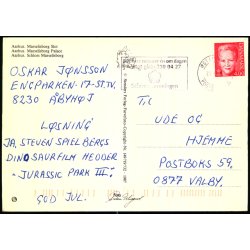 Aarhus. Marselisborg Slot
Aarhus. Marselisborg Palace
Aarhus. Schloss Marselisborg
OSKAR JØNSSON
ENGPARKEN-17-ST.TV.
8230 ÅBYHØJ
LØSNING
JA, STEVEN SPIELBERGS
DINOSAURFILM HEDDER
"JURASSIC PARK III"
GOD JUL.
TIL
UDE OG
HJEMME
POSTBOKS 59.
0877 VALBY.